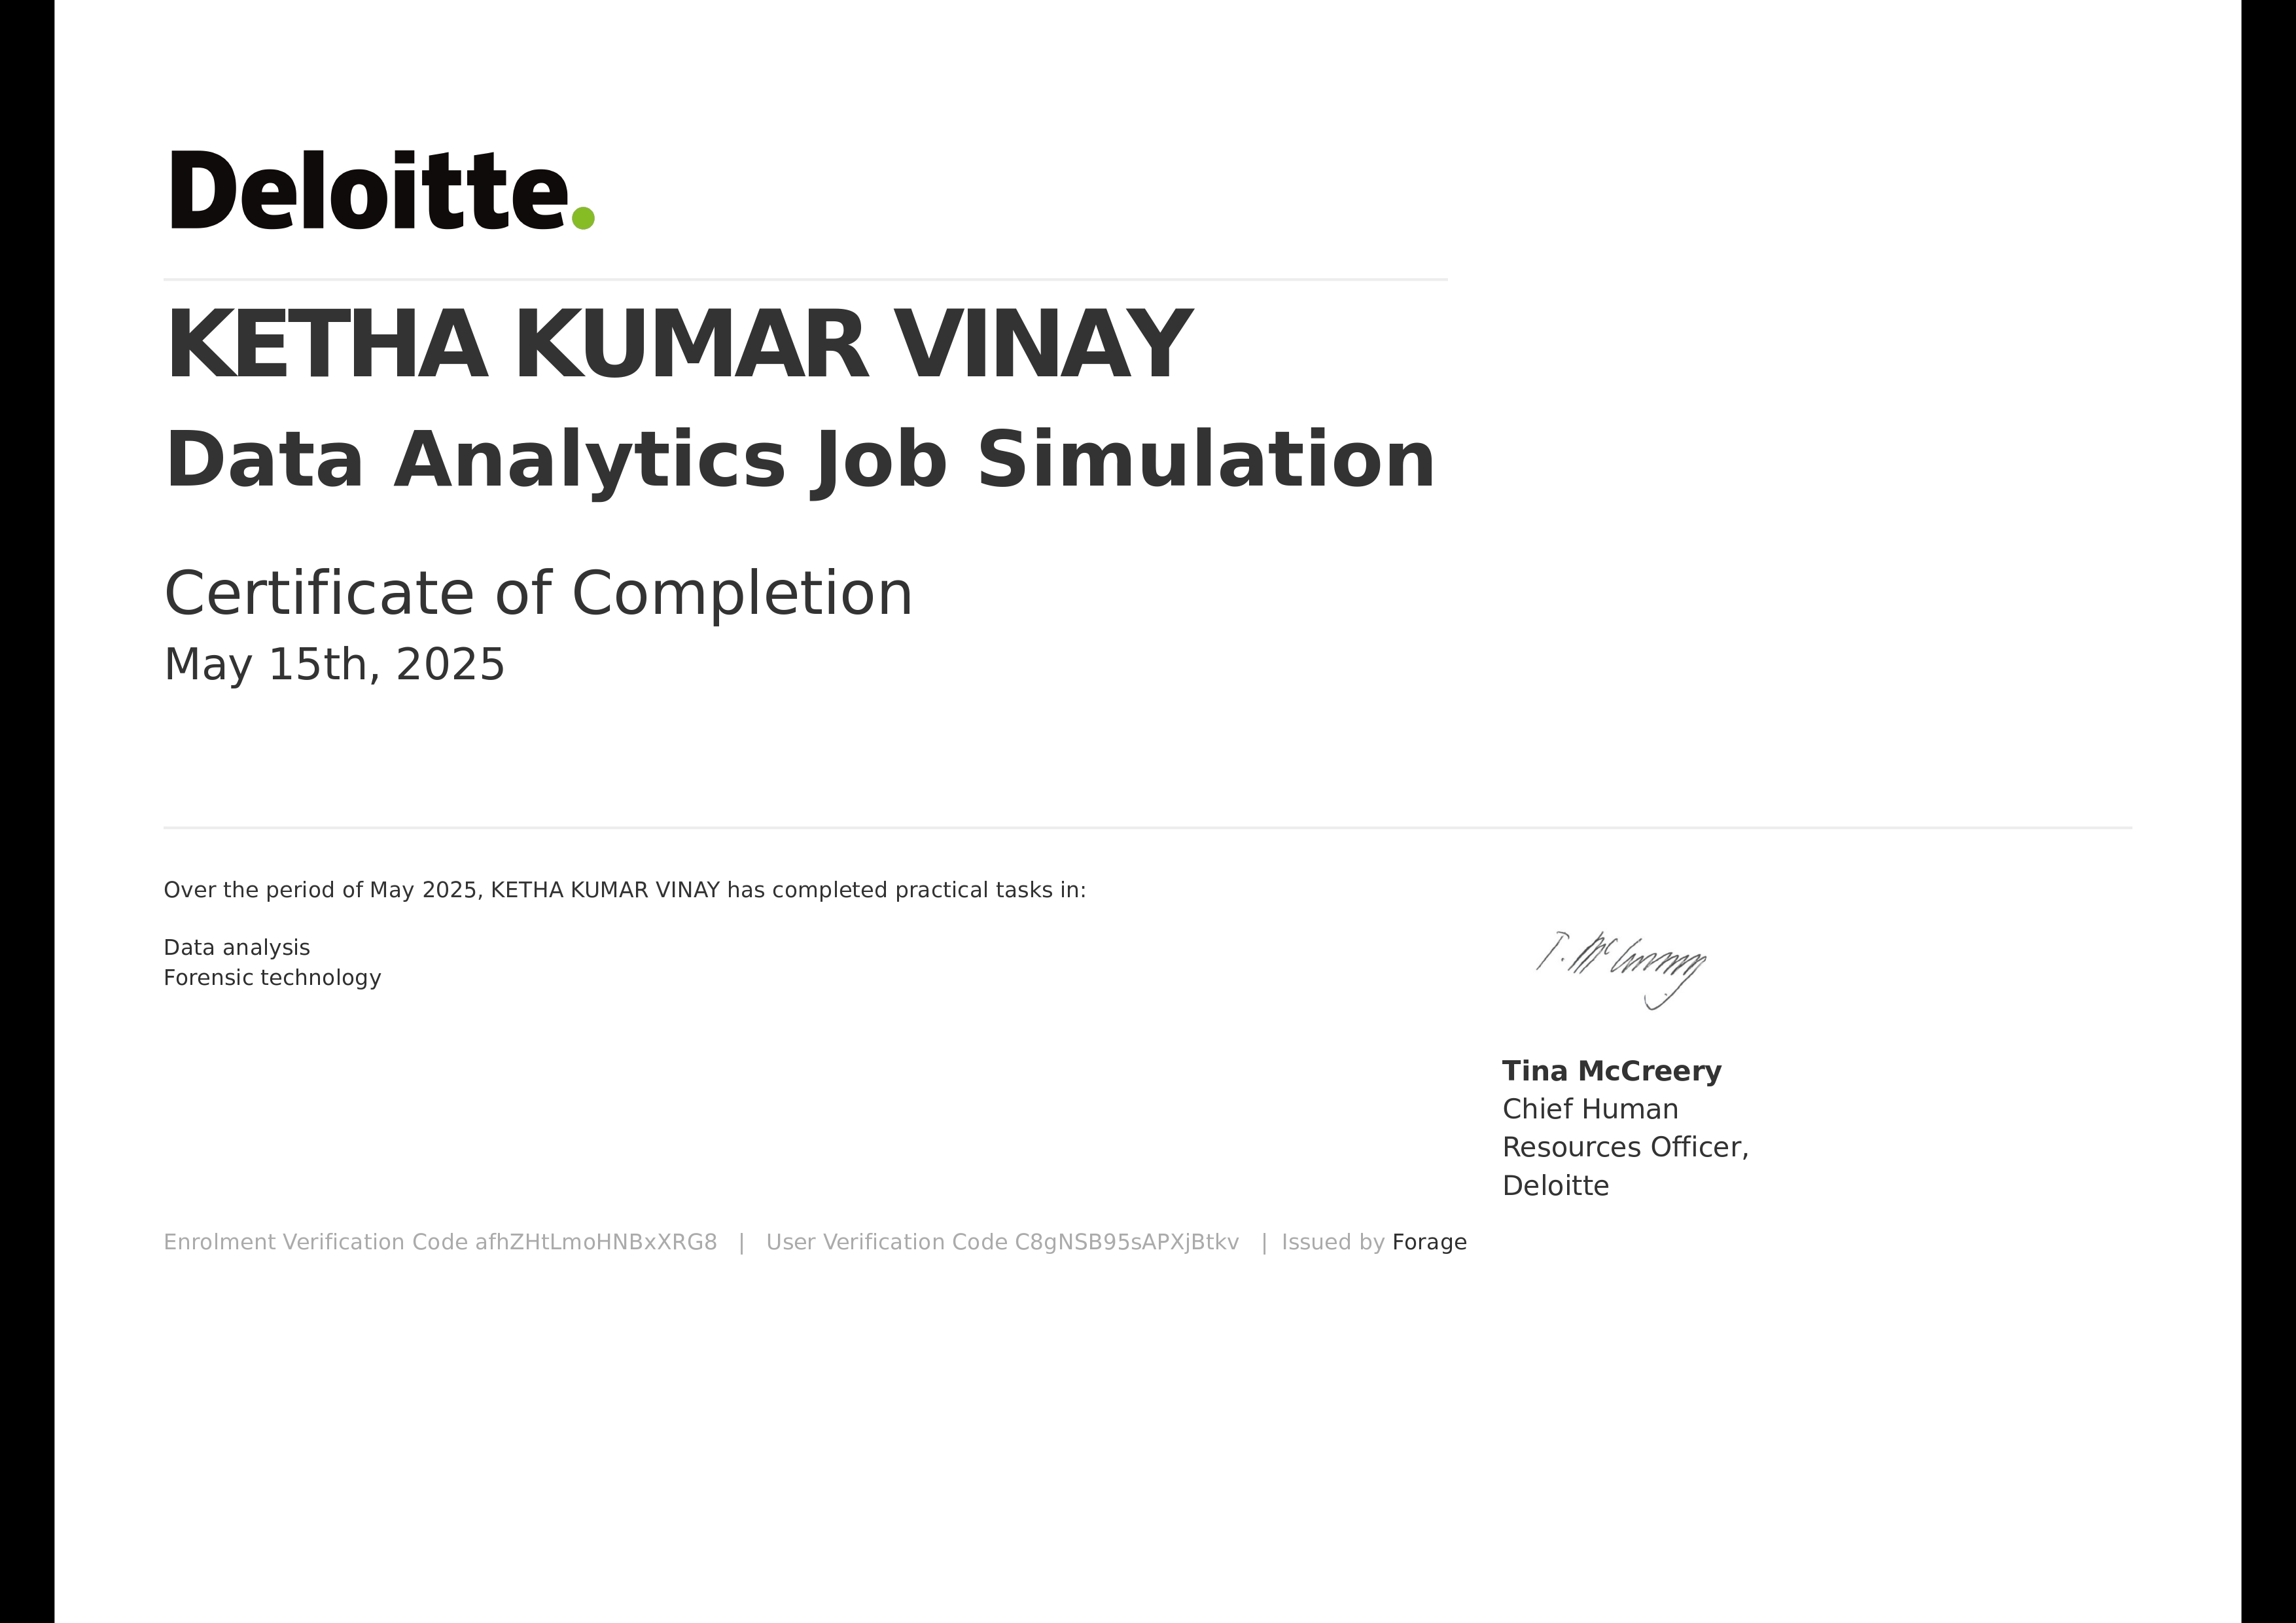 Deloitte.
KETHA KUMAR VINAY
Data Analytics Job Simulation
Certificate of Completion
May 15th, 2025
Over the period of May 2025, KETHA KUMAR VINAY has completed practical tasks in:
Data analysis
Forensic technology
T. McCreery
Tina McCreery
Chief Human
Resources Officer,
Deloitte
Enrolment Verification Code afhZHtLmoHNBxXRG8 | User Verification Code C8gNSB95sAPXjBtkv | Issued by Forage